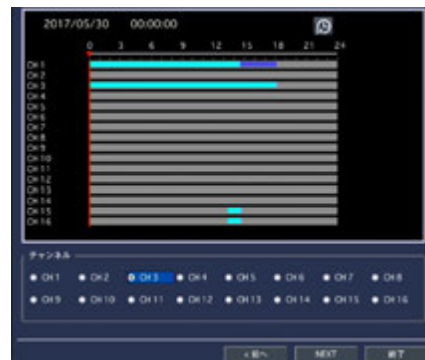 2017/05/30 00:00:00
0 3 6 9 12 15 18 21 24
CH 1
CH 2
CH 3
CH 4
CH 5
CH 6
CH 7
CH 8
CH 9
CH 10
CH 11
CH 12
CH 13
CH 14
CH 15
CH 16
チャンネル
CH 1 CH 2 CH 3 CH 4 CH 5 CH 6 CH 7 CH 8
CH 9 CH 10 CH 11 CH 12 CH 13 CH 14 CH 15 CH 16
< 前へ NEXT 終了